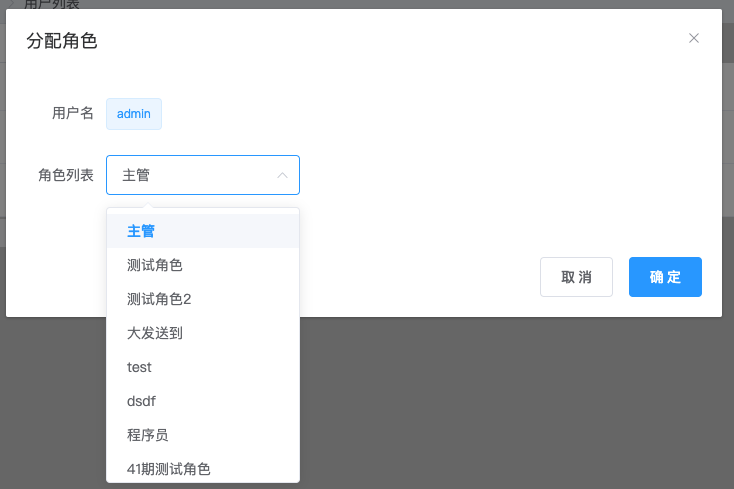 用户列表
分配角色
用户名 admin
角色列表 主管
主管
测试角色
测试角色2
大发送到
test
dsdf
程序员
41期测试角色
取 消 确 定